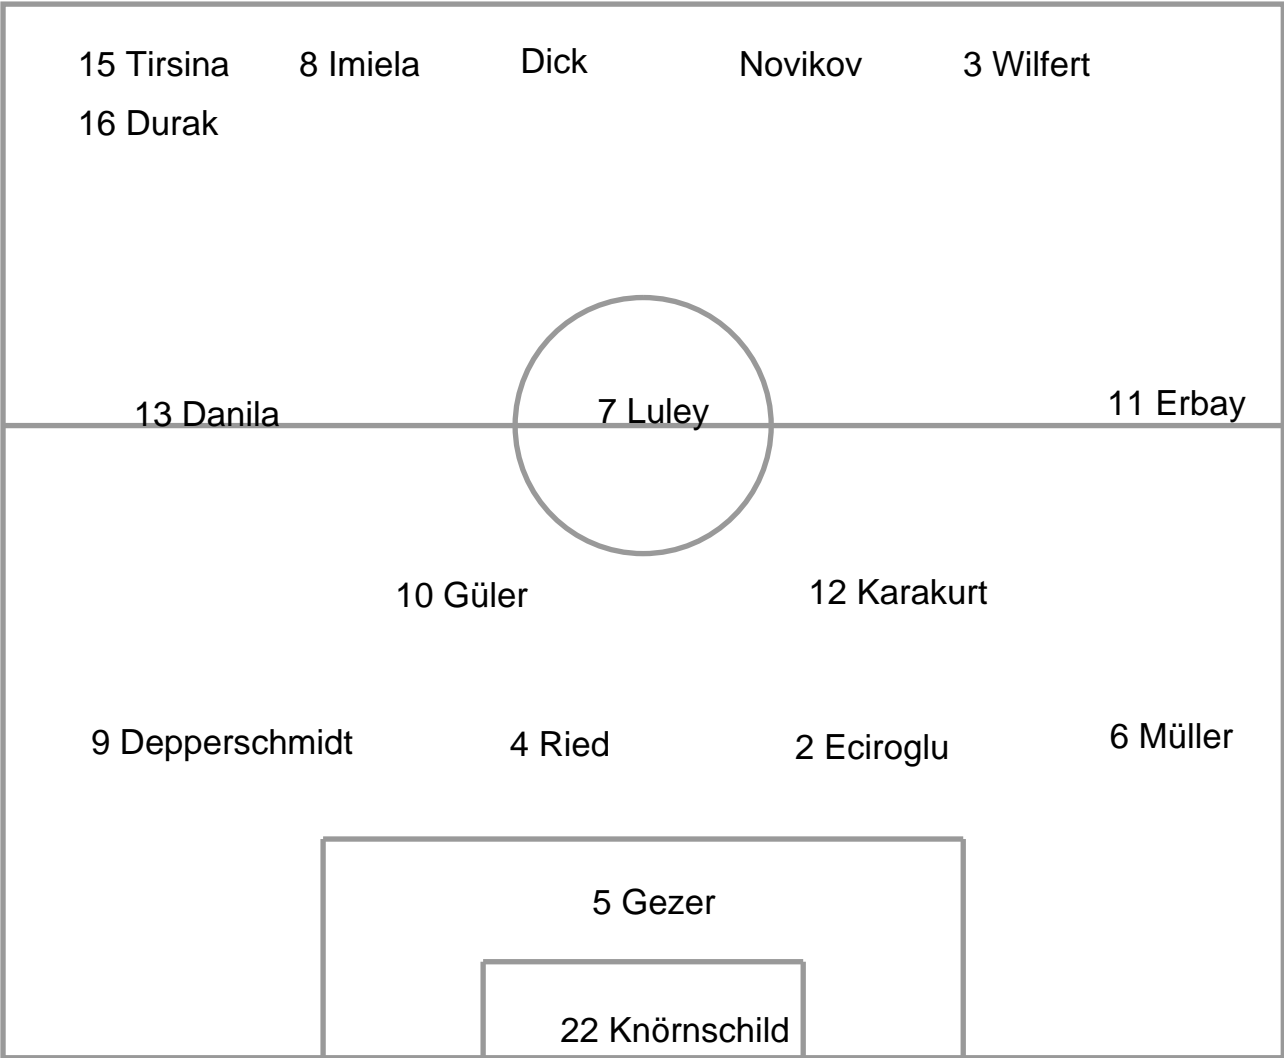 15 Tirsina 8 Imiela Dick Novikov 3 Wilfert
16 Durak
13 Danila 7 Luley 11 Erbay
10 Güler 12 Karakurt
9 Depperschmidt 4 Ried 2 Eciroglu 6 Müller
5 Gezer
22 Knörnschild